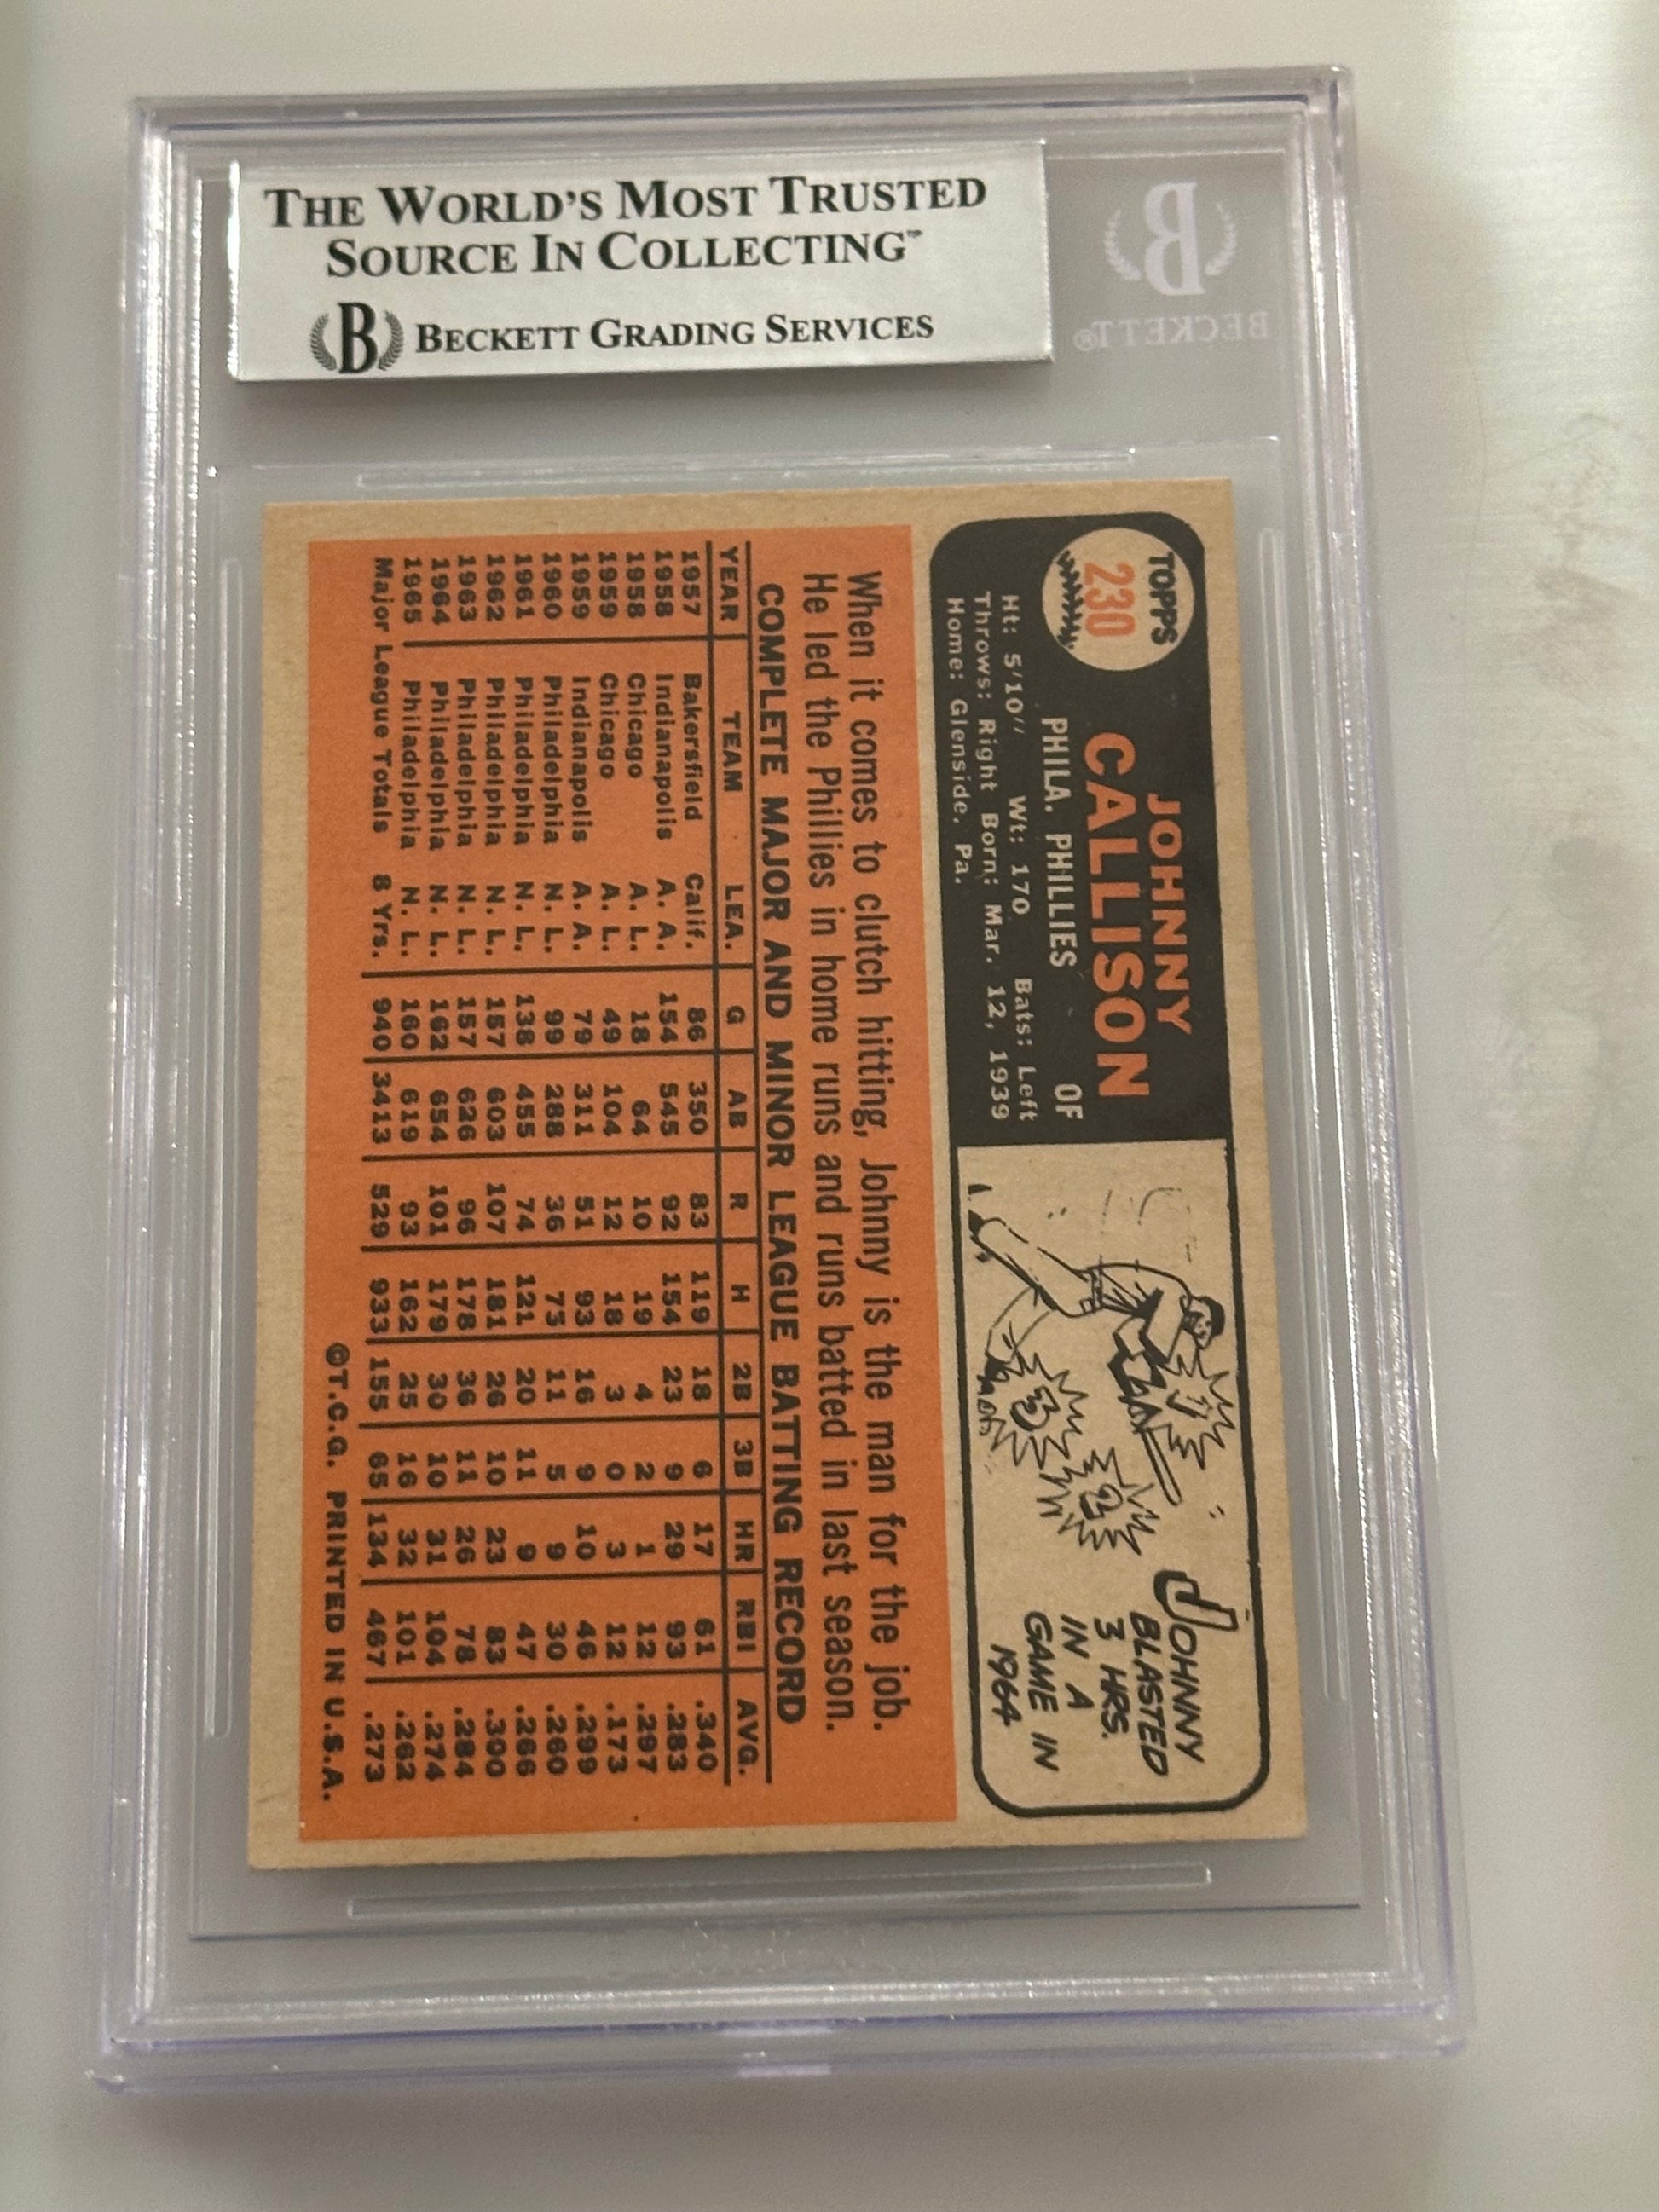 THE WORLD'S MOST TRUSTED
SOURCE IN COLLECTING™
B BECKETT GRADING SERVICES
B
BECKETT®
TOPPS
230
JOHNNY
CALLISON
PHILA. PHILLIES OF
Ht: 5'10" Wt: 170 Bats: Left
Throws: Right Born: Mar. 12, 1939
Home: Glenside, Pa.
JOHNNY
BLASTED
3 HRS.
IN A
GAME IN
1964
When it comes to clutch hitting, Johnny is the man for the job.
He led the Phillies in home runs and runs batted in last season.
COMPLETE MAJOR AND MINOR LEAGUE BATTING RECORD
YEAR TEAM LEA. G AB R H 2B 3B HR RBI AVG.
1957 Bakersfield Calif. 86 350 83 119 18 6 17 61 .340
1958 Indianapolis A. A. 154 545 92 154 23 9 29 93 .283
1958 Chicago A. L. 18 64 10 19 4 2 1 12 .297
1959 Chicago A. L. 49 104 12 18 3 0 3 12 .173
1959 Indianapolis A. A. 79 311 51 93 16 9 10 46 .299
1960 Philadelphia N. L. 99 288 36 75 11 5 9 30 .260
1961 Philadelphia N. L. 138 455 74 121 20 11 9 47 .266
1962 Philadelphia N. L. 157 603 107 181 26 10 23 83 .300
1963 Philadelphia N. L. 157 626 96 178 36 11 26 78 .284
1964 Philadelphia N. L. 162 654 101 179 30 10 31 104 .274
1965 Philadelphia N. L. 160 619 93 162 25 16 32 101 .262
Major League Totals 8 Yrs. 940 3413 529 933 155 65 134 467 .273
©T.C.G. PRINTED IN U.S.A.